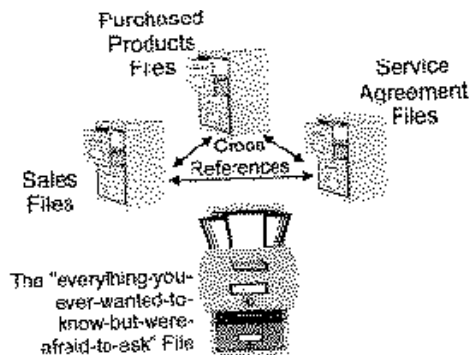 Purchased
Products
Files
Service
Agreement
Files
Cross
References
Sales
Files
The "everything-you-
ever-wanted-to-
know-but-were-
afraid-to-ask" File